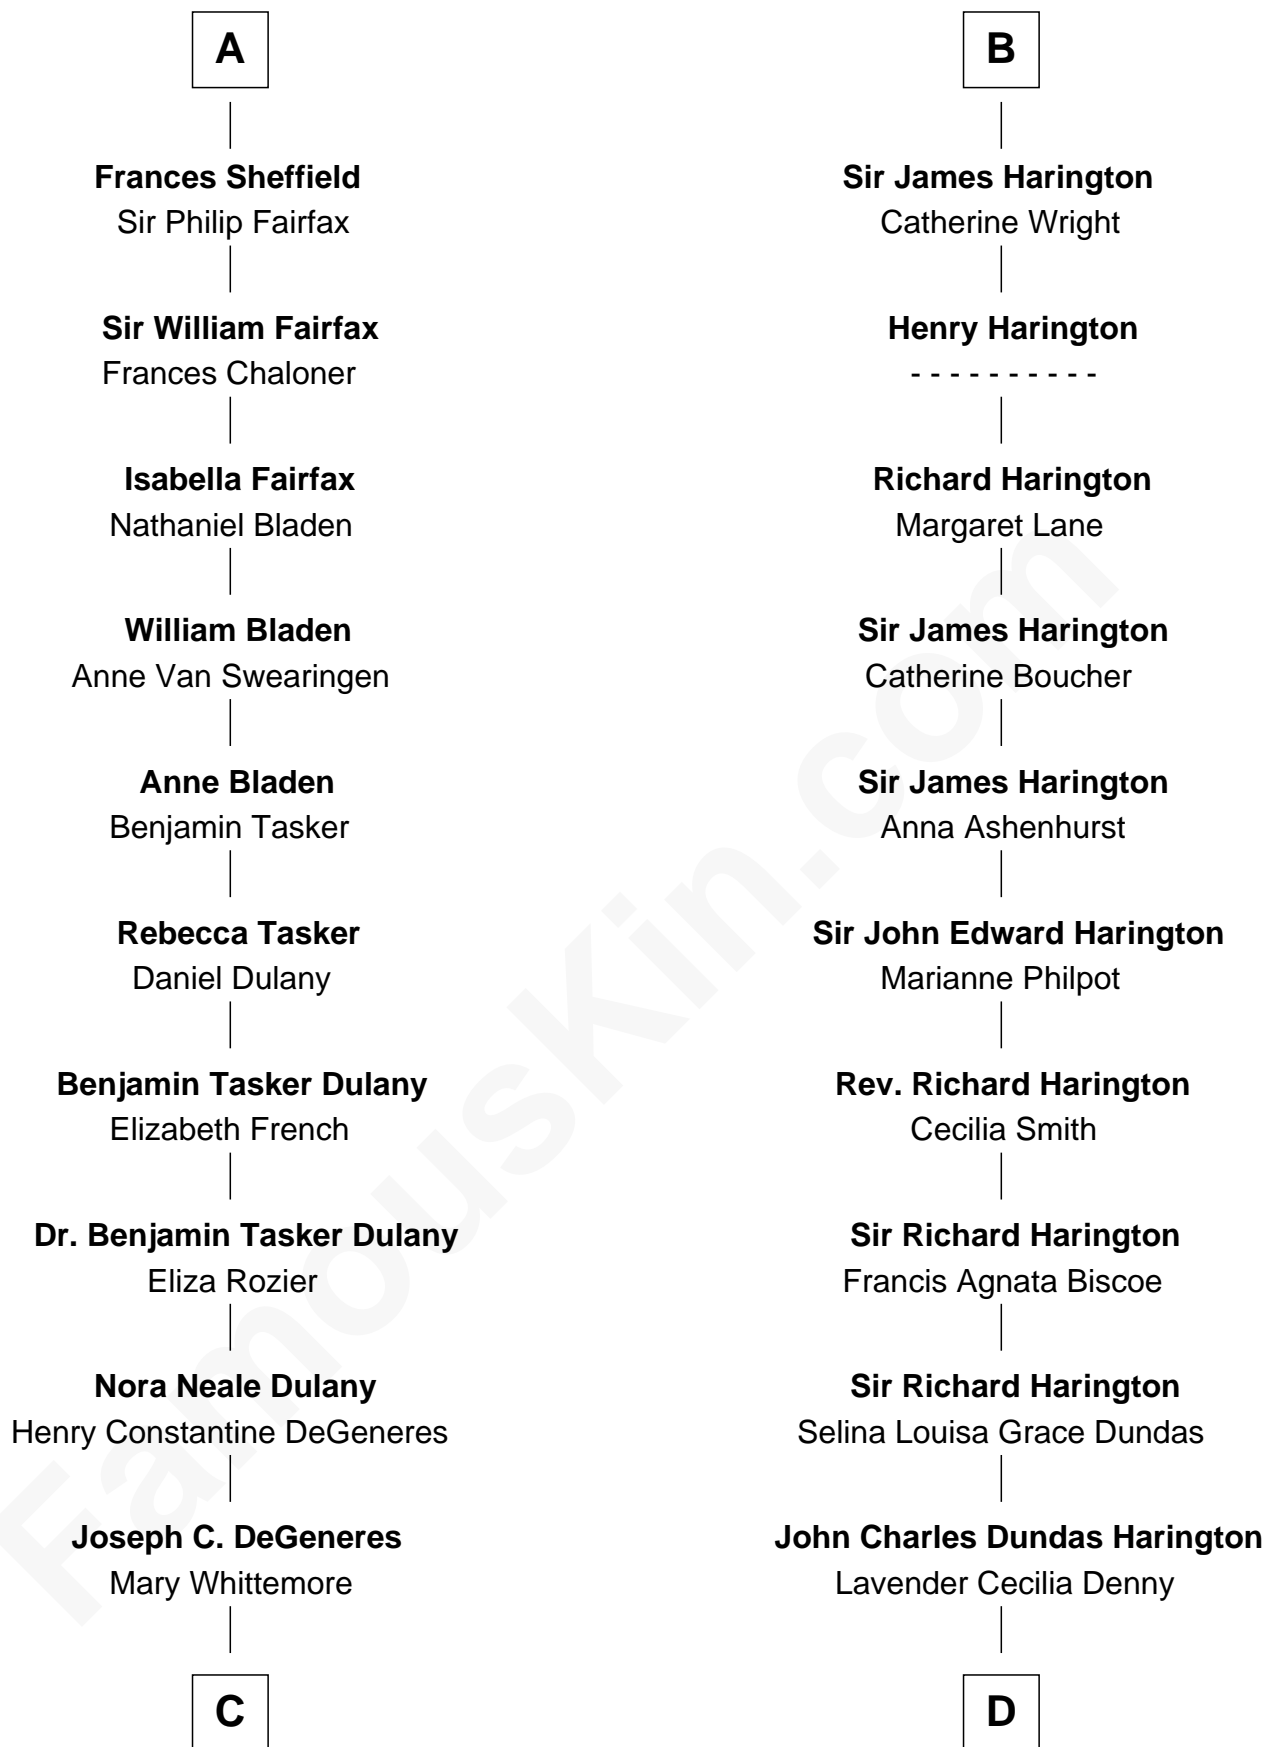 A
Frances Sheffield
Sir Philip Fairfax
Sir William Fairfax
Frances Chaloner
Isabella Fairfax
Nathaniel Bladen
William Bladen
Anne Van Swearingen
Anne Bladen
Benjamin Tasker
Rebecca Tasker
Daniel Dulany
Benjamin Tasker Dulany
Elizabeth French
Dr. Benjamin Tasker Dulany
Eliza Rozier
Nora Neale Dulany
Henry Constantine DeGeneres
Joseph C. DeGeneres
Mary Whittemore
C
B
Sir James Harington
Catherine Wright
Henry Harington
- - - - - - - - - -
Richard Harington
Margaret Lane
Sir James Harington
Catherine Boucher
Sir James Harington
Anna Ashenhurst
Sir John Edward Harington
Marianne Philpot
Rev. Richard Harington
Cecilia Smith
Sir Richard Harington
Francis Agnata Biscoe
Sir Richard Harington
Selina Louisa Grace Dundas
John Charles Dundas Harington
Lavender Cecilia Denny
D
FamousKin.com